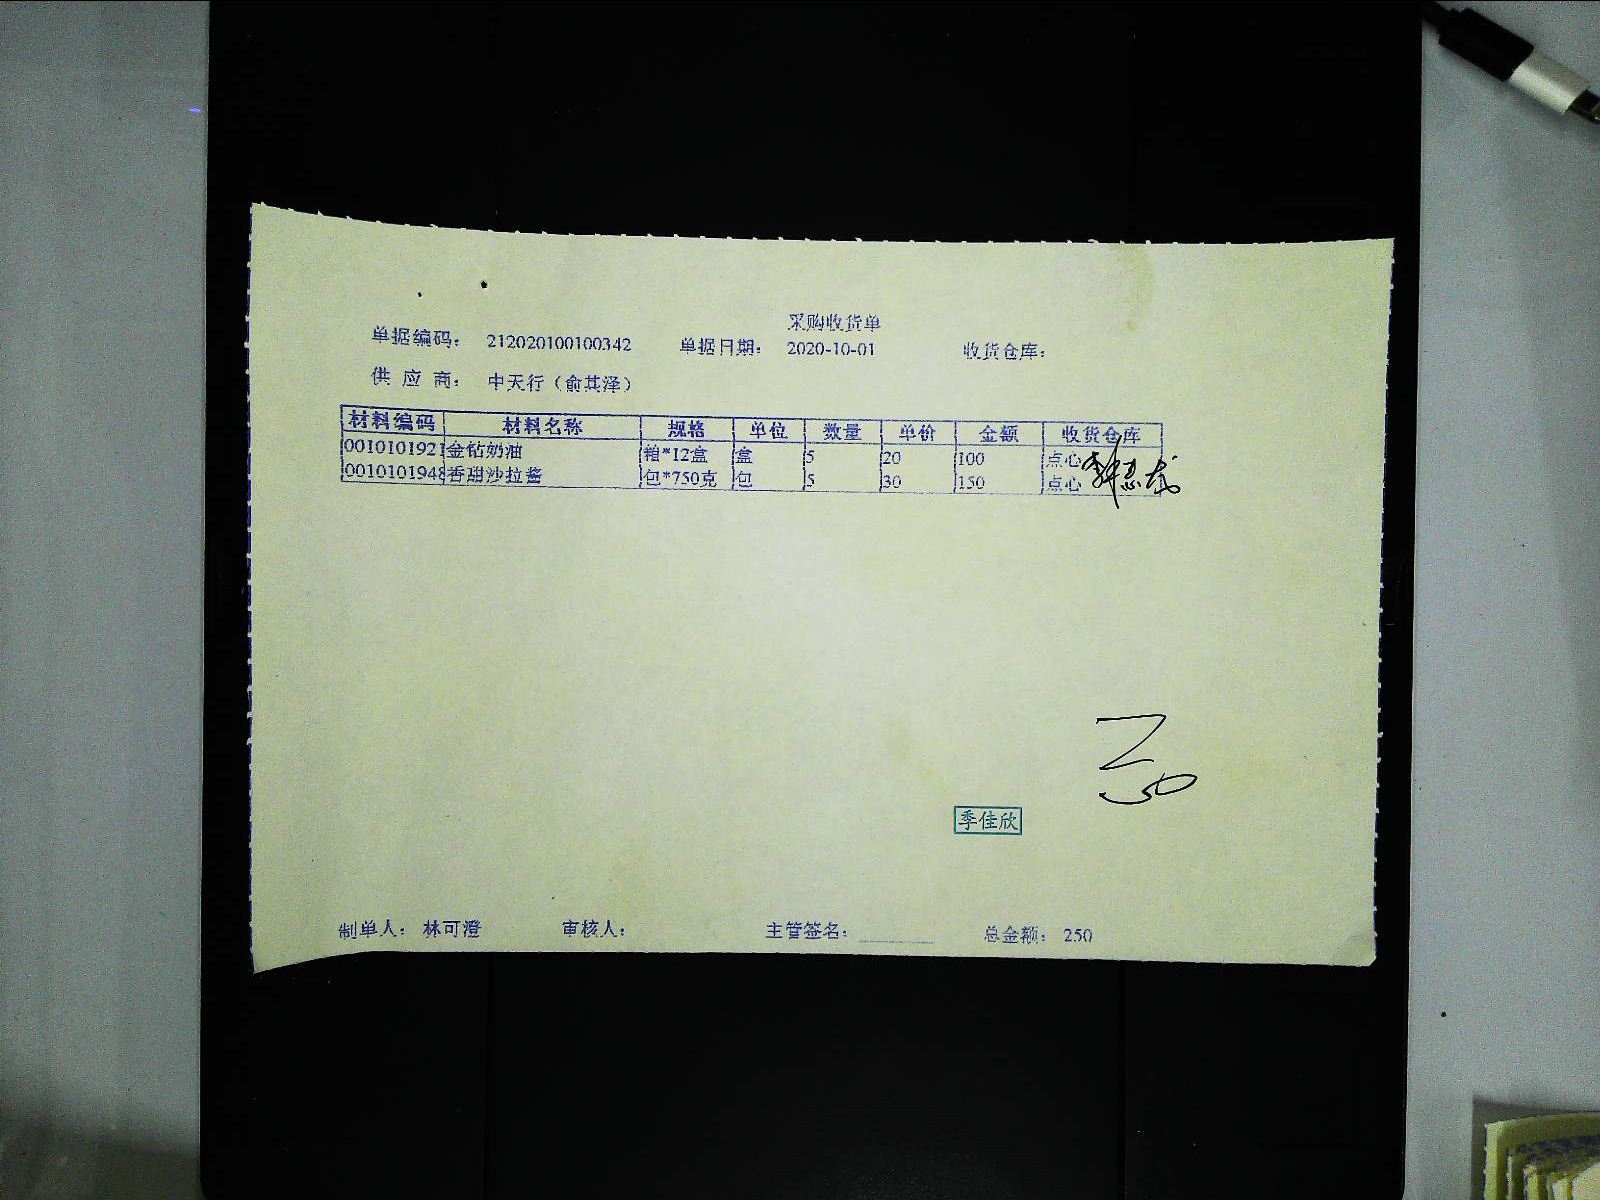 采购收货单
单据编码: 212020100100342 单据日期: 2020-10-01 收货仓库:
供 应 商: 中天行（俞其泽）
材料编码 材料名称 规格 单位 数量 单价 金额 收货仓库
0010101921 金钻奶油 箱*12盒 盒 5 20 100 点心
0010101948 香甜沙拉酱 包*750克 包 5 30 150 点心
250
季佳欣
制单人: 林可澄 审核人: 主管签名: 总金额: 250